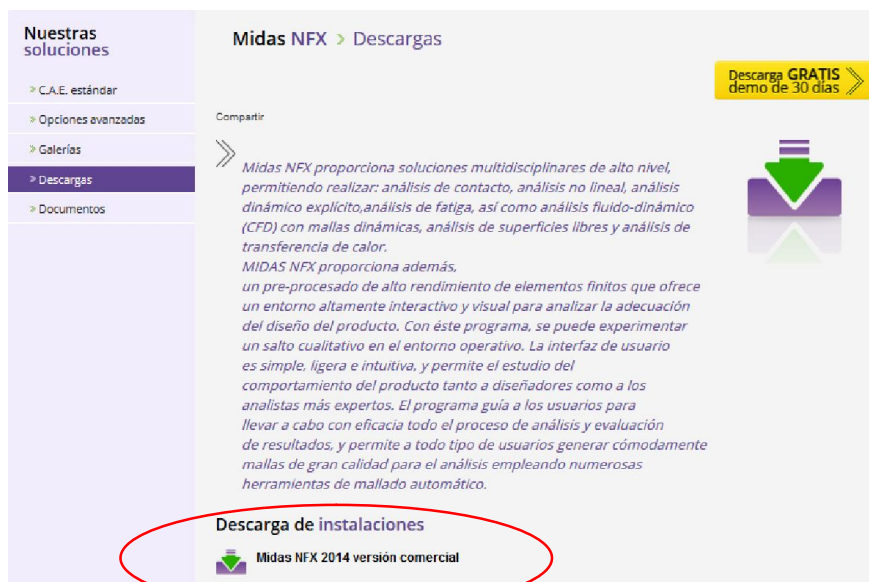 Nuestras
soluciones
> C.A.E. estándar
> Opciones avanzadas
> Galerías
> Descargas
> Documentos
Midas NFX > Descargas
Descarga GRATIS
demo de 30 días
Compartir
Midas NFX proporciona soluciones multidisciplinares de alto nivel,
permitiendo realizar: análisis de contacto, análisis no lineal, análisis
dinámico explícito,análisis de fatiga, así como análisis fluido-dinámico
(CFD) con mallas dinámicas, análisis de superficies libres y análisis de
transferencia de calor.
MIDAS NFX proporciona además,
un pre-procesado de alto rendimiento de elementos finitos que ofrece
un entorno altamente interactivo y visual para analizar la adecuación
del diseño del producto. Con éste programa, se puede experimentar
un salto cualitativo en el entorno operativo. La interfaz de usuario
es simple, ligera e intuitiva, y permite el estudio del
comportamiento del producto tanto a diseñadores como a los
analistas más expertos. El programa guía a los usuarios para
llevar a cabo con eficacia todo el proceso de análisis y evaluación
de resultados, y permite a todo tipo de usuarios generar cómodamente
mallas de gran calidad para el análisis empleando numerosas
herramientas de mallado automático.
Descarga de instalaciones
Midas NFX 2014 versión comercial